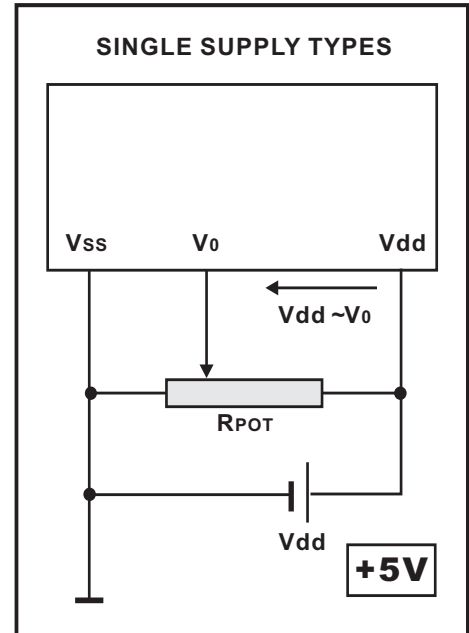 SINGLE SUPPLY TYPES
Vss V0 Vdd
Vdd ~V0
RPOT
Vdd
+5V